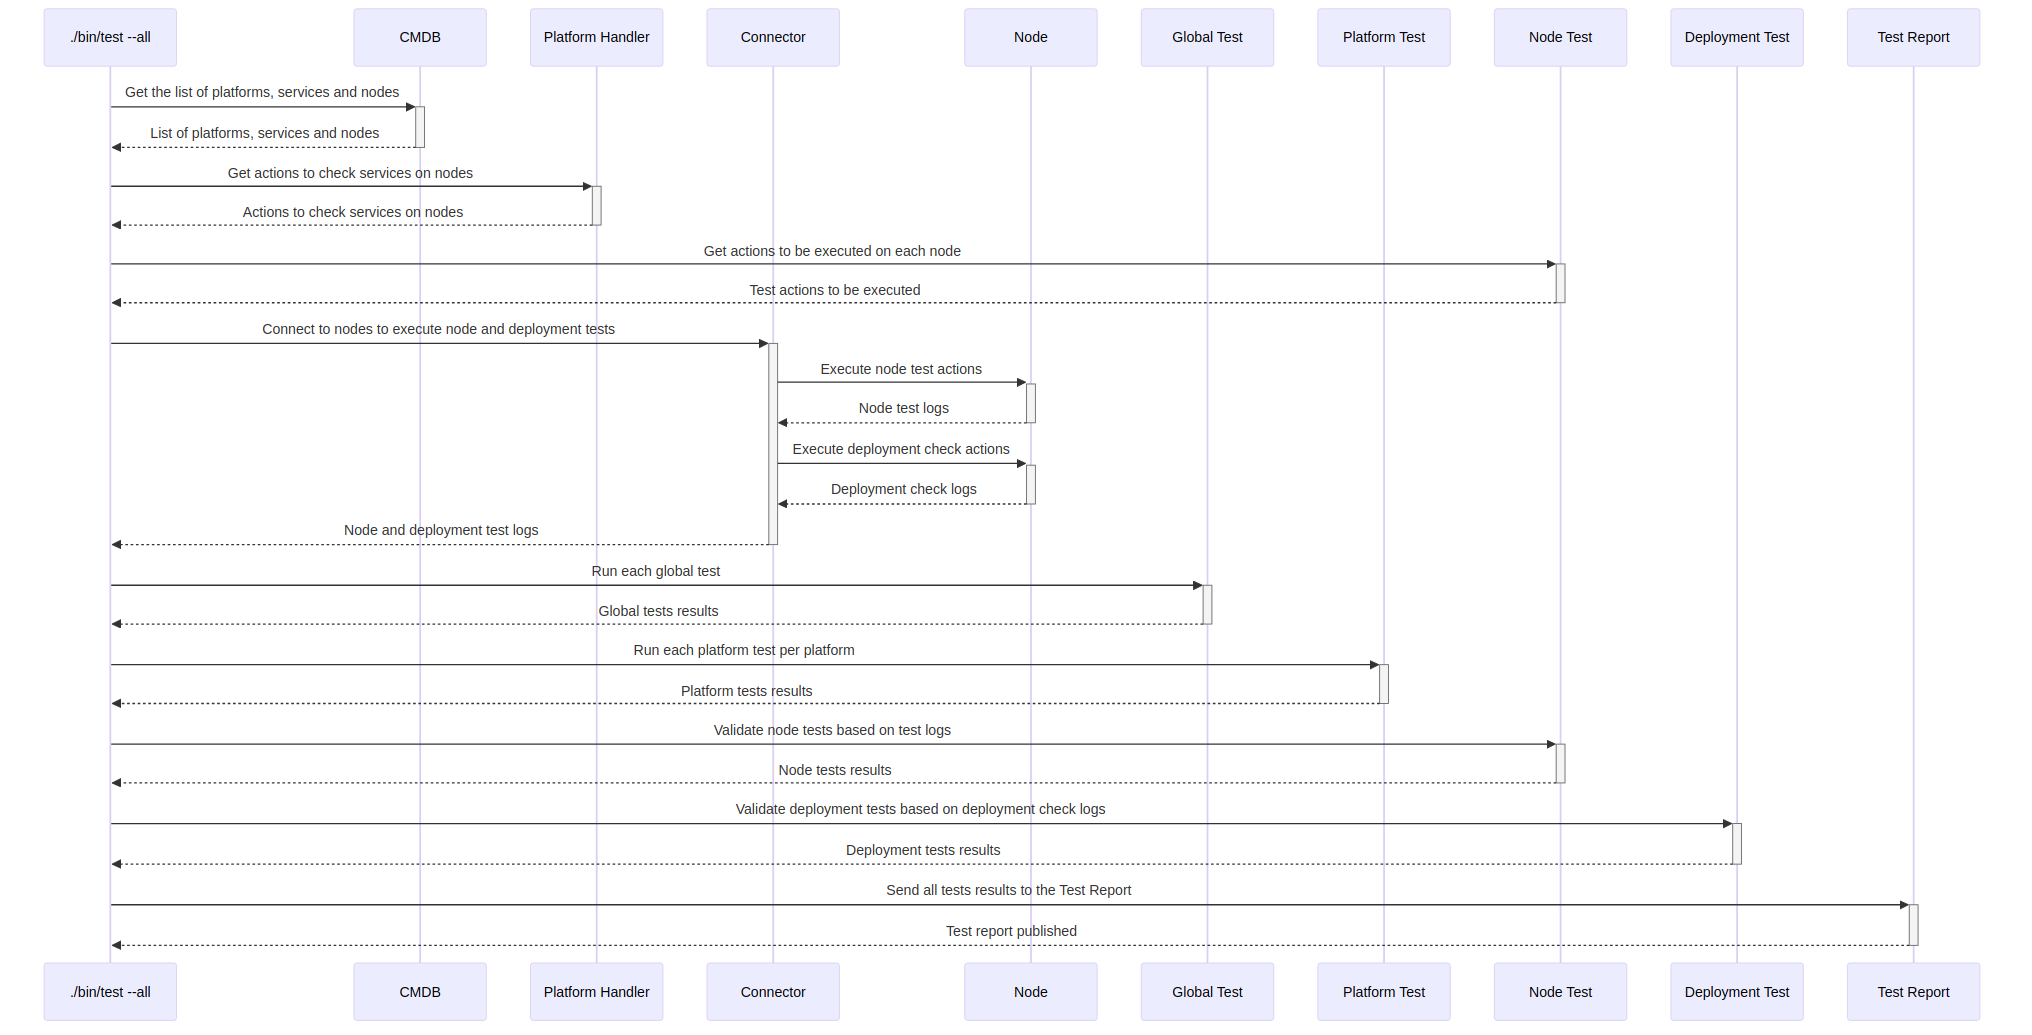 ./bin/test --all
CMDB
Platform Handler
Connector
Node
Global Test
Platform Test
Node Test
Deployment Test
Test Report
Get the list of platforms, services and nodes
List of platforms, services and nodes
Get actions to check services on nodes
Actions to check services on nodes
Get actions to be executed on each node
Test actions to be executed
Connect to nodes to execute node and deployment tests
Execute node test actions
Node test logs
Execute deployment check actions
Deployment check logs
Node and deployment test logs
Run each global test
Global tests results
Run each platform test per platform
Platform tests results
Validate node tests based on test logs
Node tests results
Validate deployment tests based on deployment check logs
Deployment tests results
Send all tests results to the Test Report
Test report published
./bin/test --all
CMDB
Platform Handler
Connector
Node
Global Test
Platform Test
Node Test
Deployment Test
Test Report